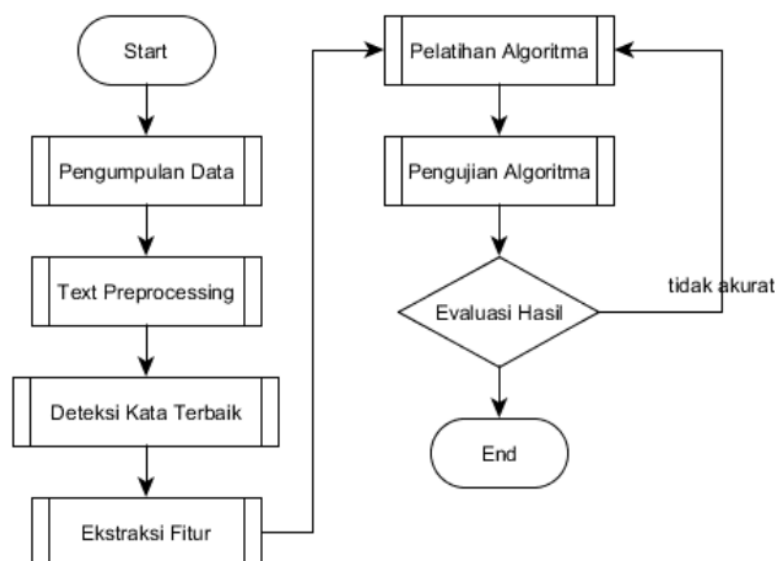 Start
Pengumpulan Data
Text Preprocessing
Deteksi Kata Terbaik
Ekstraksi Fitur
Pelatihan Algoritma
Pengujian Algoritma
Evaluasi Hasil
tidak akurat
End